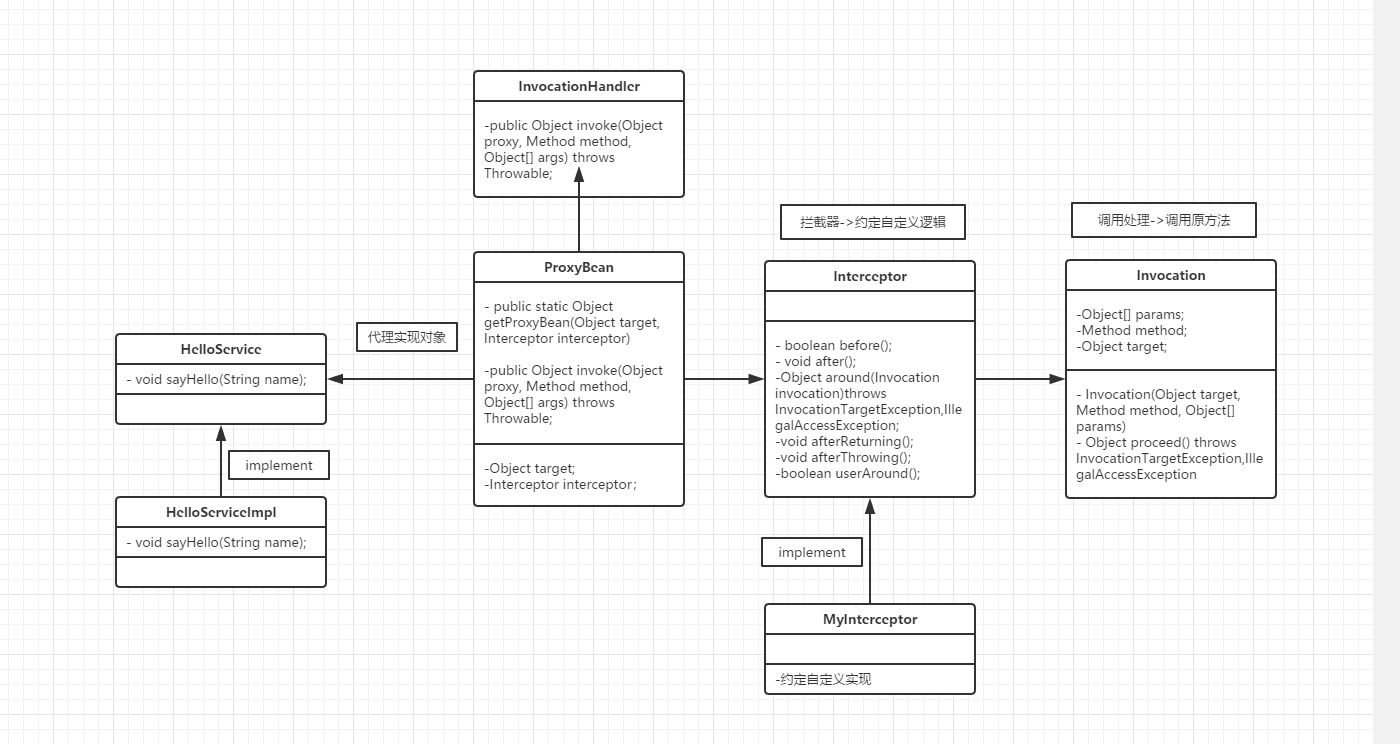 InvocationHandler
-public Object invoke(Object
proxy, Method method,
Object[] args) throws
Throwable;
ProxyBean
- public static Object
getProxyBean(Object target,
Interceptor interceptor)
-public Object invoke(Object
proxy, Method method,
Object[] args) throws
Throwable;
-Object target;
-Interceptor interceptor;
代理实现对象
HelloService
- void sayHello(String name);
implement
HelloServiceImpl
- void sayHello(String name);
拦截器->约定自定义逻辑
Interceptor
- boolean before();
- void after();
-Object around(Invocation
invocation)throws
InvocationTargetException,Ille
galAccessException;
-void afterReturning();
-void afterThrowing();
-boolean userAround();
implement
MyInterceptor
-约定自定义实现
调用处理->调用原方法
Invocation
-Object[] params;
-Method method;
-Object target;
- Invocation(Object target,
Method method, Object[]
params)
- Object proceed() throws
InvocationTargetException,Ille
galAccessException